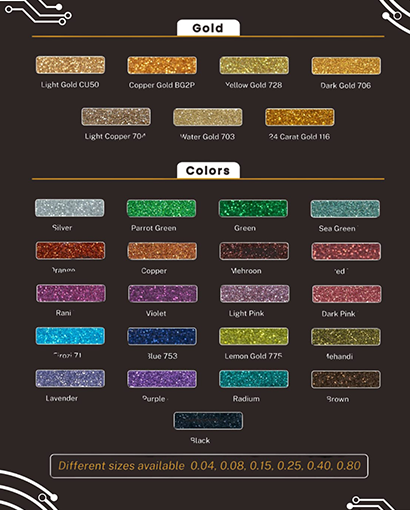 Gold
Light Gold CU50 Copper Gold BG2P Yellow Gold 728 Dark Gold 706
Light Copper 704 Water Gold 703 24 Carat Gold 116
Colors
Silver Parrot Green Green Sea Green
Orange Copper Mehroon Red
Rani Violet Light Pink Dark Pink
Blue 753 Lemon Gold 775 Mehandi
Lavender Purple Radium Brown
Black
Different sizes available 0.04, 0.08, 0.15, 0.25, 0.40, 0.80